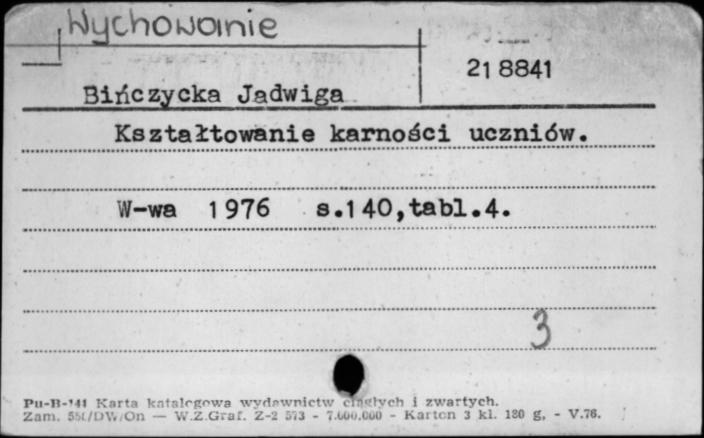 Wychowanie
21 8841
Bińczycka Jadwiga
Kształtowanie karności uczniów.
W-wa 1976 s.140,tabl.4.
3
Pu-B-141 Karta katalogowa wydawnictw ciągłych i zwartych.
Zam. /DW/On — W.Z.Graf. Z-2 573 - 7.000.000 - Karton 3 kl. 180 g. - V.76.